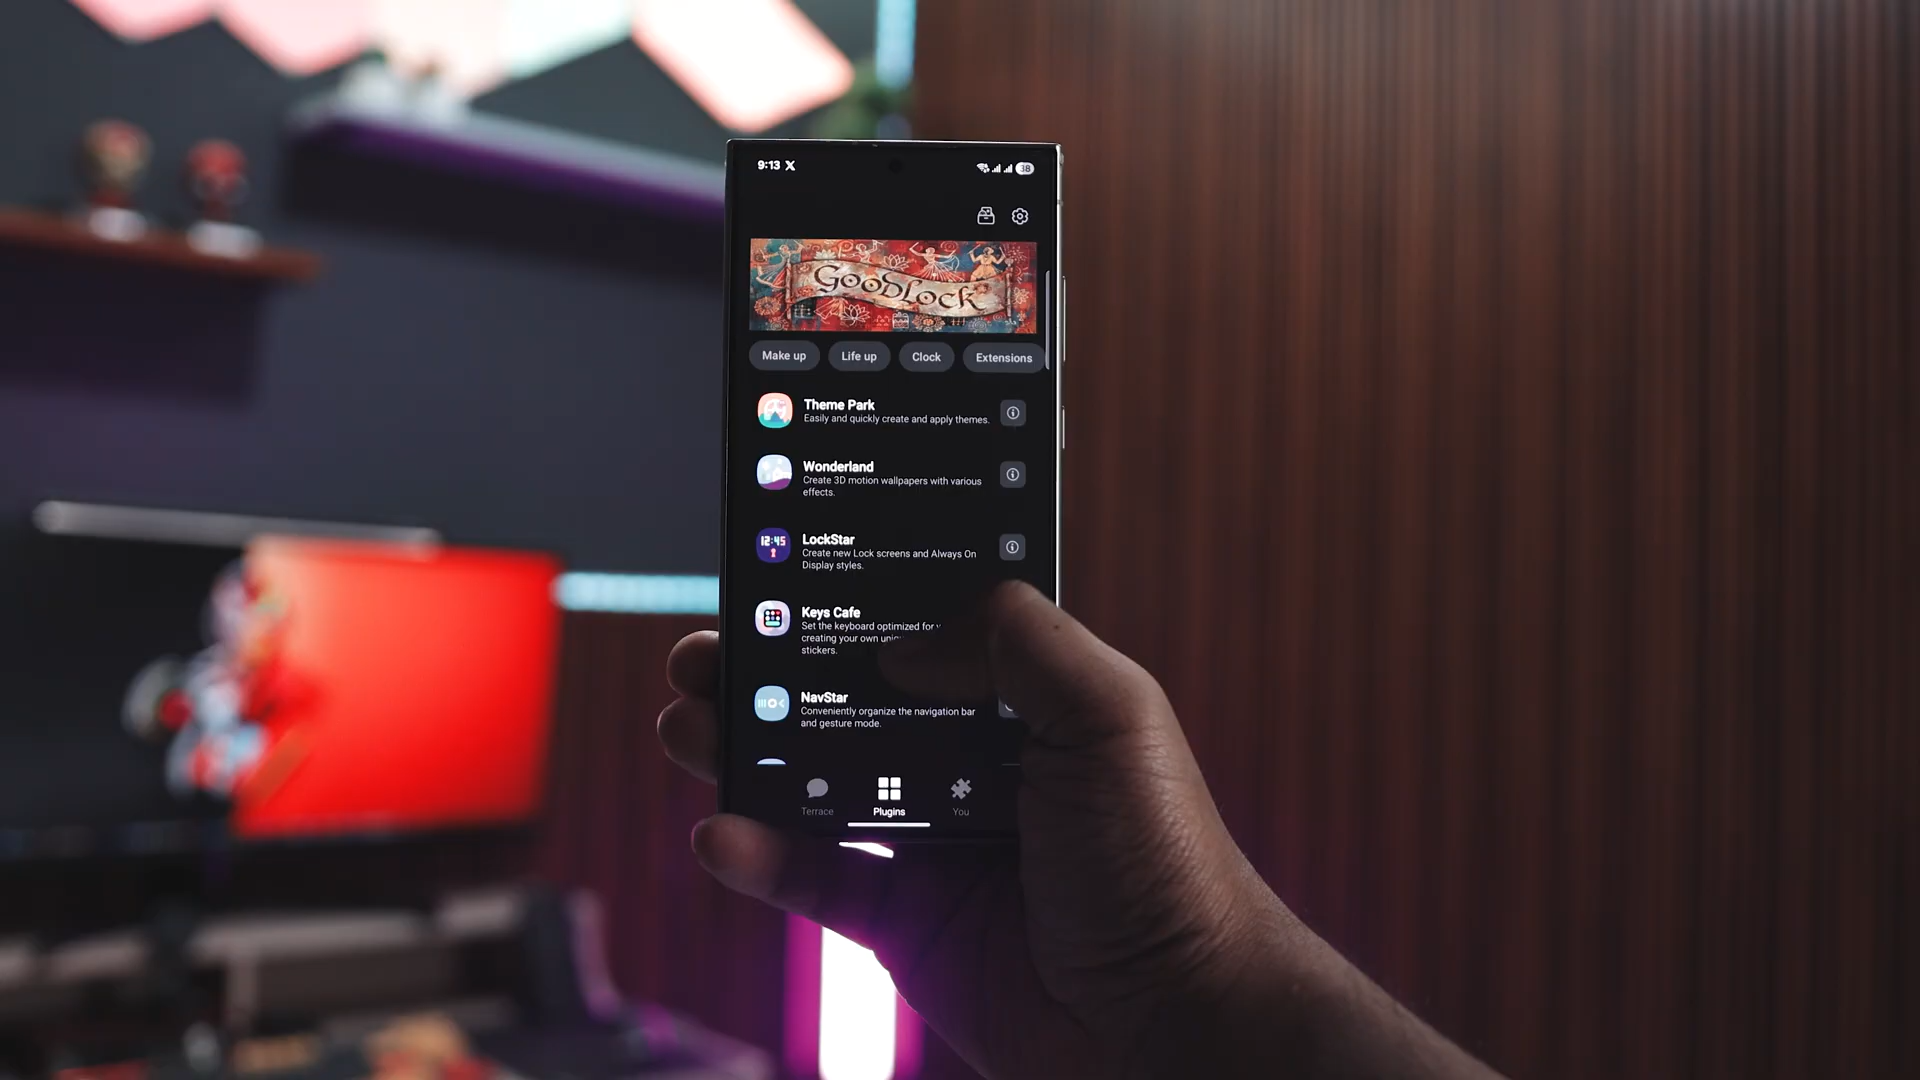 9:13 X
38
GOODLOCK
Make up
Life up
Clock
Extensions
Theme Park
Easily and quickly create and apply themes.
Wonderland
Create 3D motion wallpapers with various
effects.
12:45
LockStar
Create new Lock screens and Always On
Display styles.
Keys Cafe
Set the keyboard optimized for
creating your own
stickers.
NavStar
Conveniently organize the navigation bar
and gesture mode.
Terrace
Plugins
You